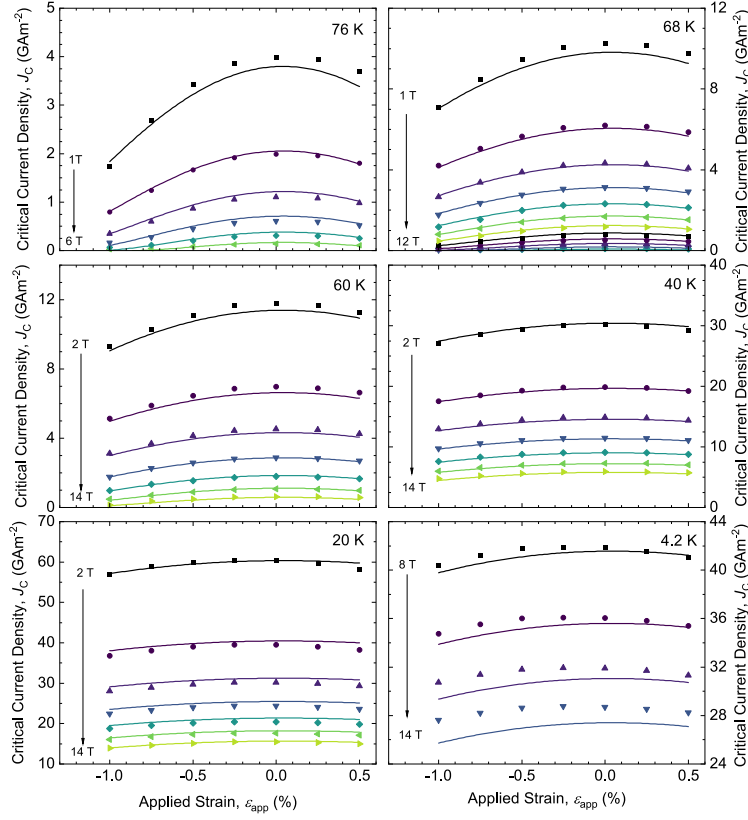 5
4
3
2
1
0
Critical Current Density, J_C (GAm⁻²)
76 K
1T
6 T
12
8
4
0
Critical Current Density, J_C (GAm⁻²)
68 K
1 T
12 T
12
8
4
0
Critical Current Density, J_C (GAm⁻²)
60 K
2 T
14 T
40
30
20
10
0
Critical Current Density, J_C (GAm⁻²)
40 K
2 T
14 T
70
60
50
40
30
20
10
Critical Current Density, J_C (GAm⁻²)
20 K
2 T
14 T
-1.0 -0.5 0.0 0.5
Applied Strain, ε_app (%)
44
42
40
36
32
28
24
Critical Current Density, J_C (GAm⁻²)
4.2 K
8 T
14 T
-1.0 -0.5 0.0 0.5
Applied Strain, ε_app (%)